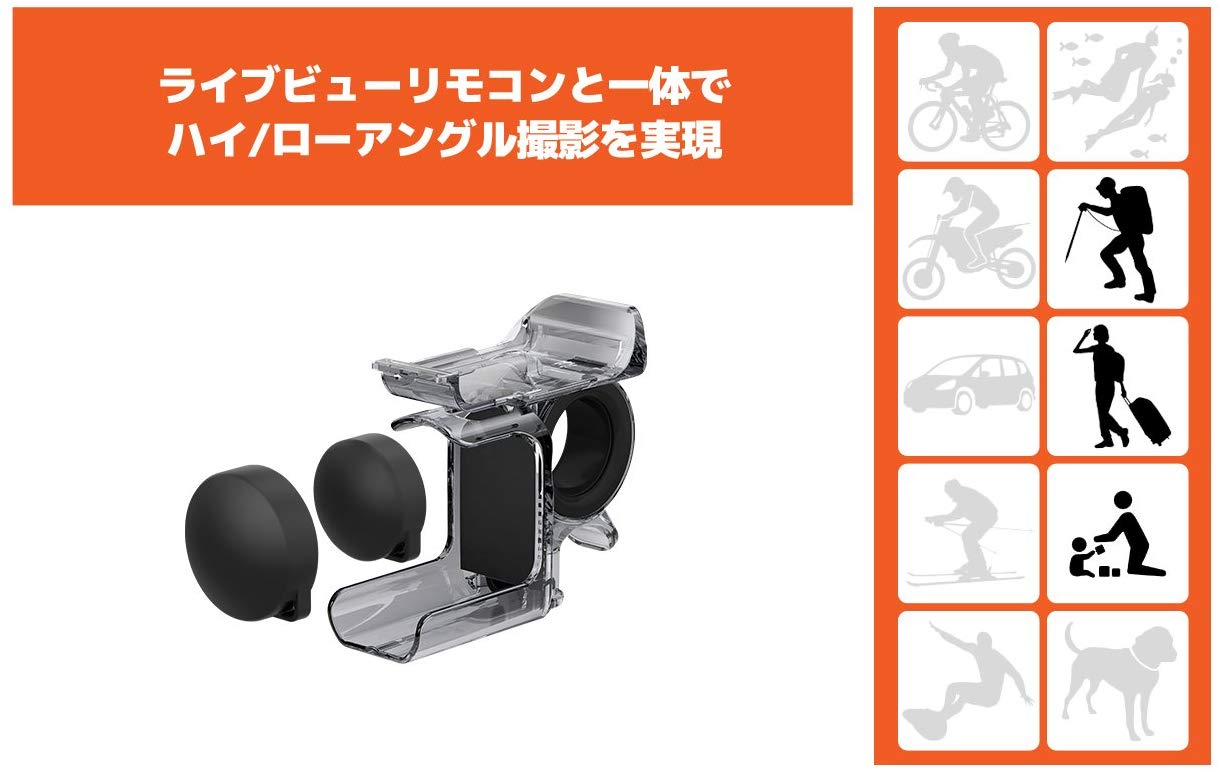 ライブビューリモコンと一体で
ハイ/ローアングル撮影を実現